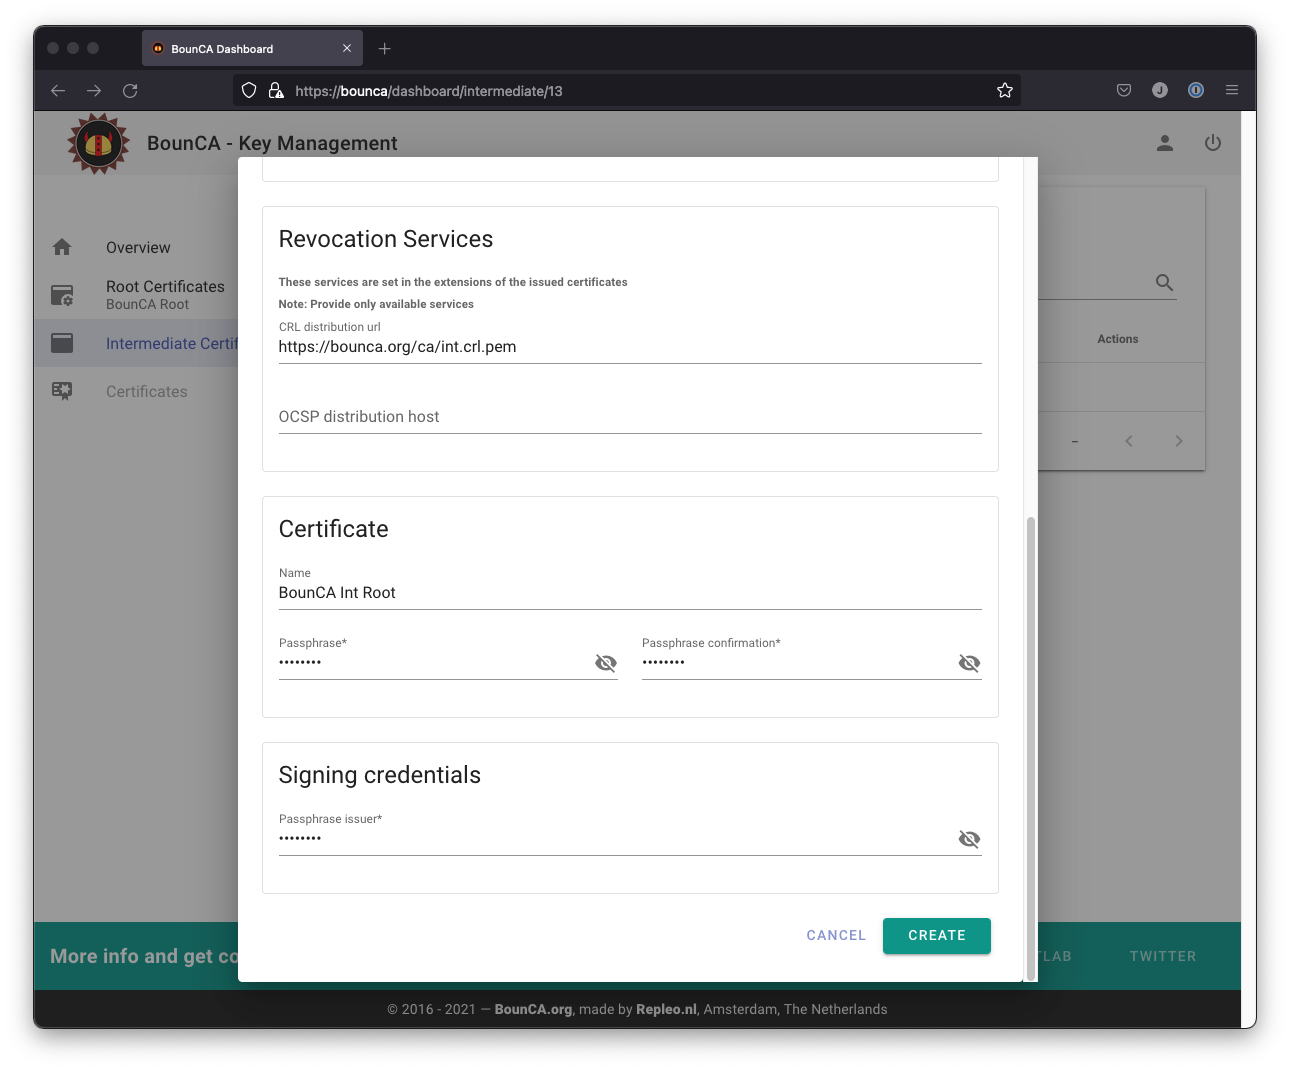 BounCA Dashboard
https://bounca/dashboard/intermediate/13
BounCA - Key Management
Overview
Root Certificates
BounCA Root
Intermediate Certif
Certificates
Actions
–
Revocation Services
These services are set in the extensions of the issued certificates
Note: Provide only available services
CRL distribution url
https://bounca.org/ca/int.crl.pem
OCSP distribution host
Certificate
Name
BounCA Int Root
Passphrase*
Passphrase confirmation*
••••••••
••••••••
Signing credentials
Passphrase issuer*
••••••••
CANCEL
CREATE
More info and get co
TLAB
TWITTER
© 2016 - 2021 — BounCA.org, made by Repleo.nl, Amsterdam, The Netherlands